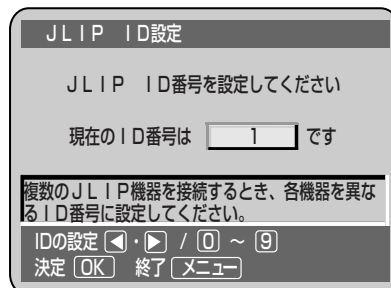 JLIP ID設定
JLIP ID番号を設定してください
現在のID番号は 1 です
複数のJLIP機器を接続するとき、各機器を異な
るID番号に設定してください。
IDの設定 ◀・▶ / 0 ～ 9
決定 OK 終了 メニュー